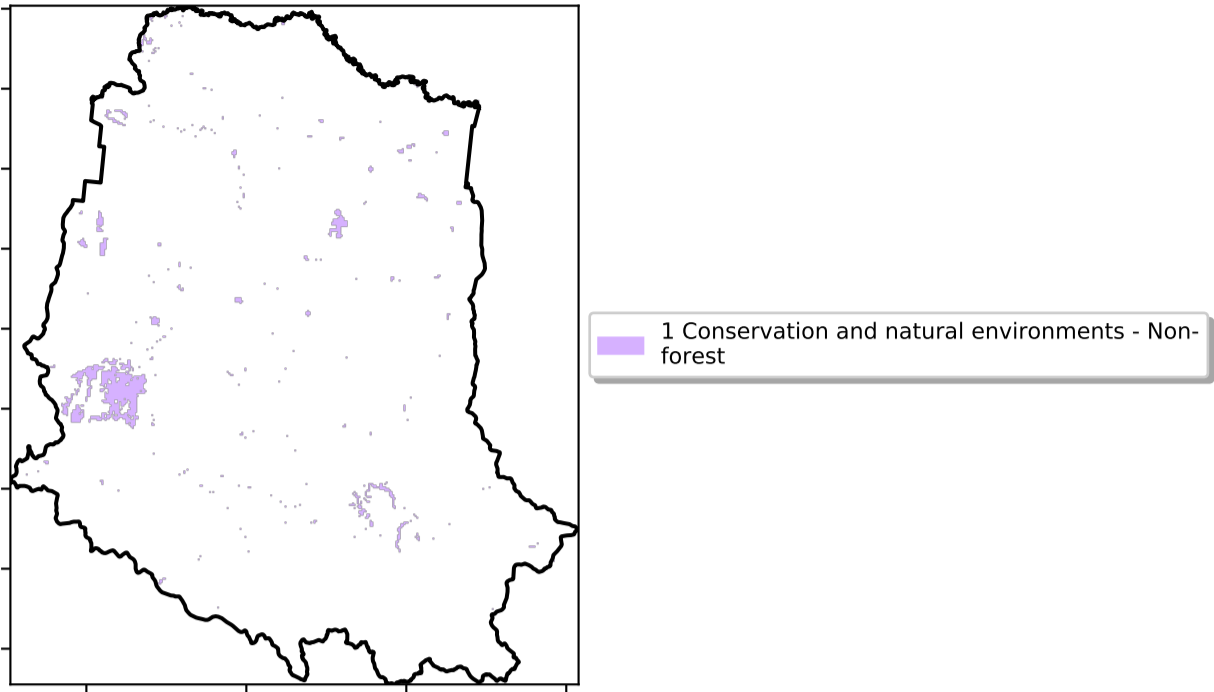 1 Conservation and natural environments - Non-
forest